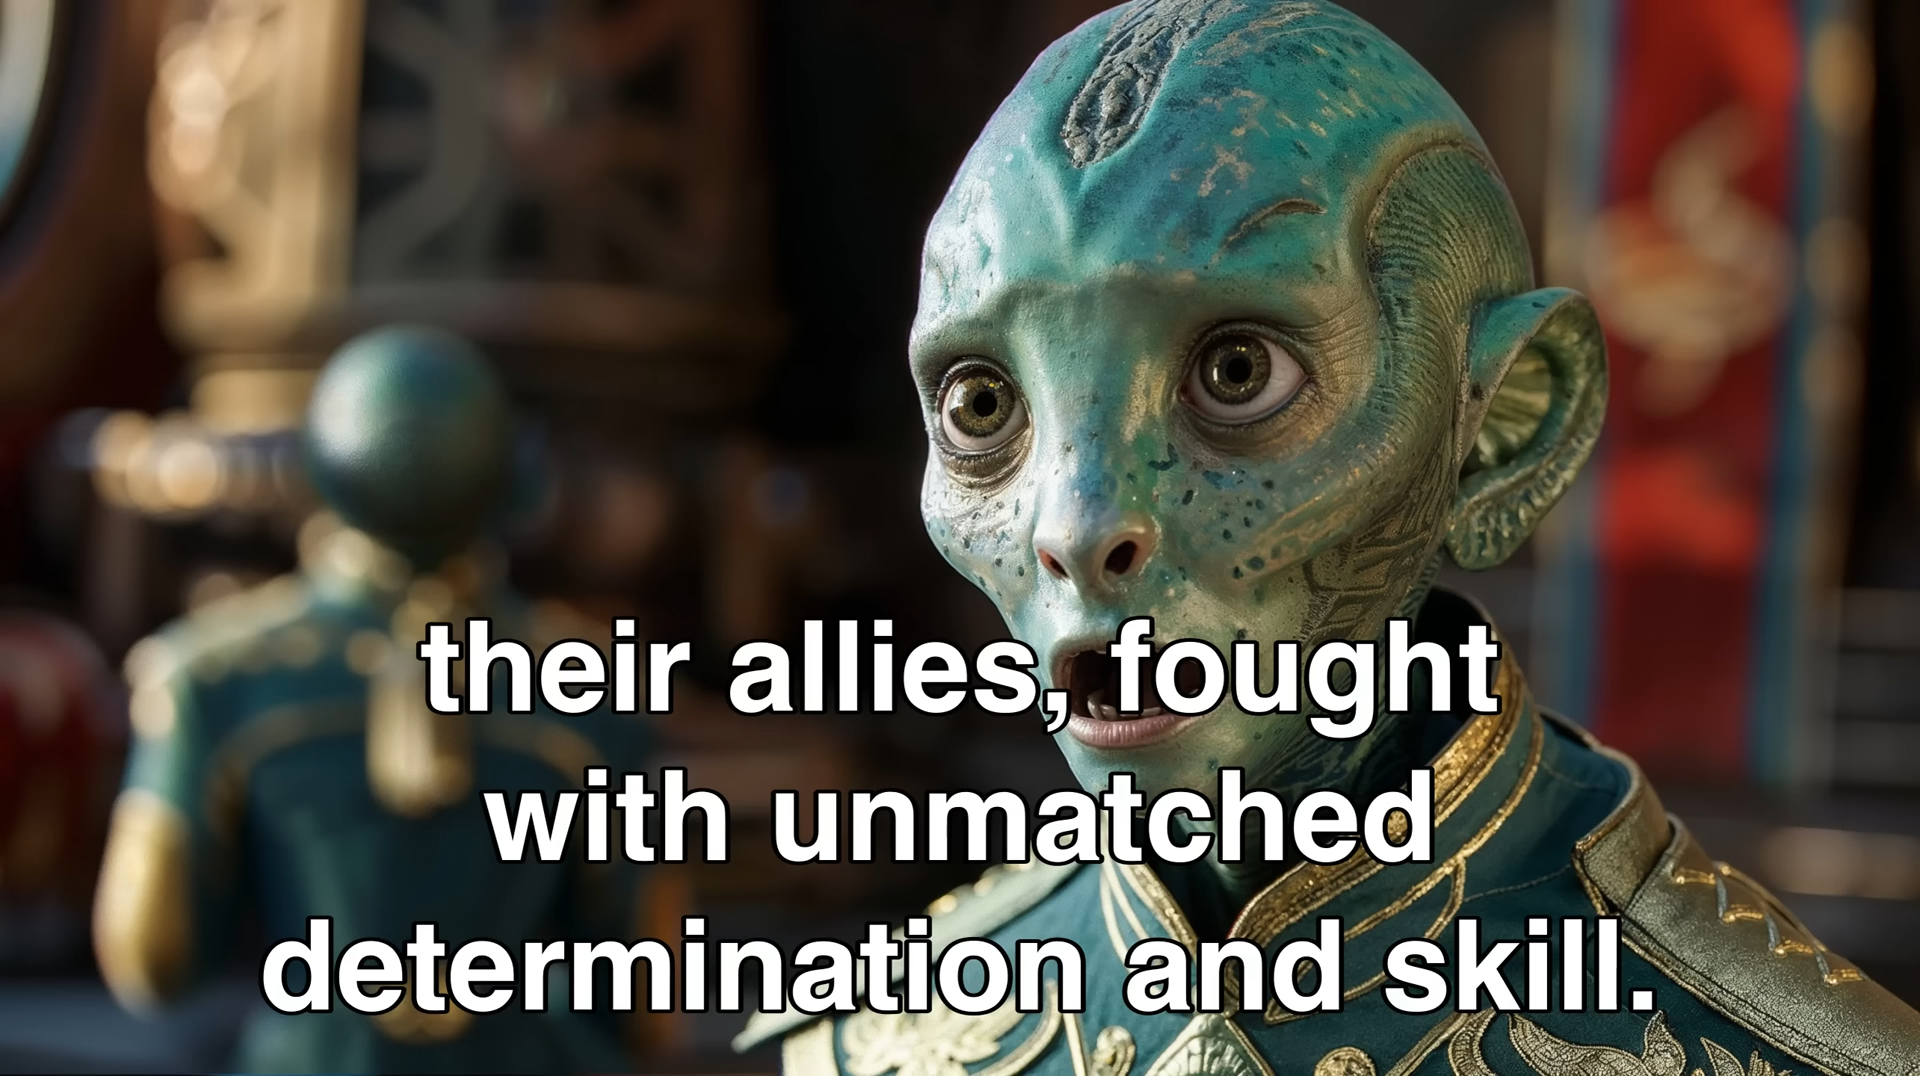 their allies, fought
with unmatched
determination and skill.